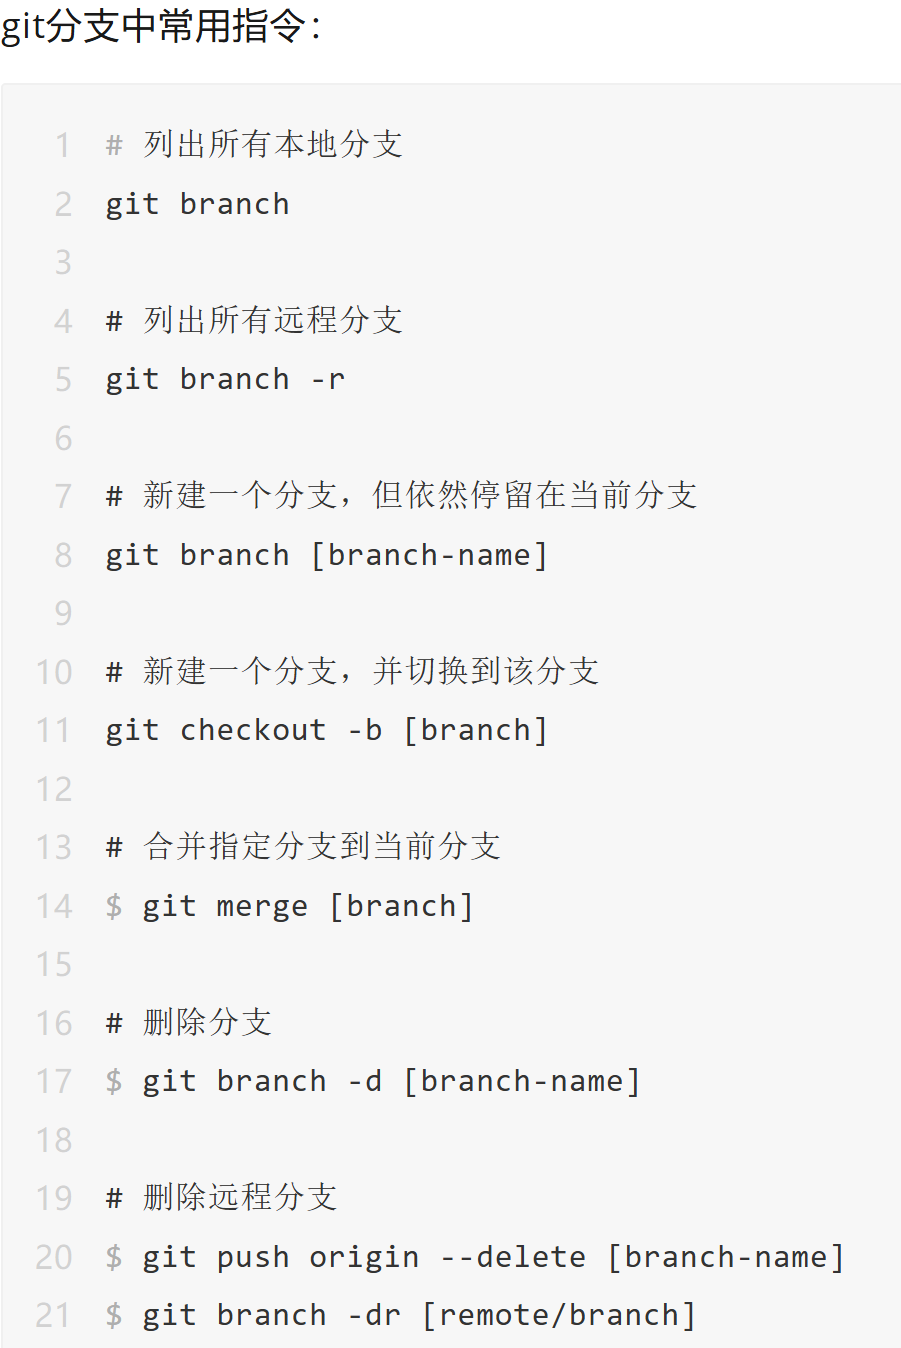 git分支中常用指令：
1 # 列出所有本地分支
2 git branch
3
4 # 列出所有远程分支
5 git branch -r
6
7 # 新建一个分支，但依然停留在当前分支
8 git branch [branch-name]
9
10 # 新建一个分支，并切换到该分支
11 git checkout -b [branch]
12
13 # 合并指定分支到当前分支
14 $ git merge [branch]
15
16 # 删除分支
17 $ git branch -d [branch-name]
18
19 # 删除远程分支
20 $ git push origin --delete [branch-name]
21 $ git branch -dr [remote/branch]